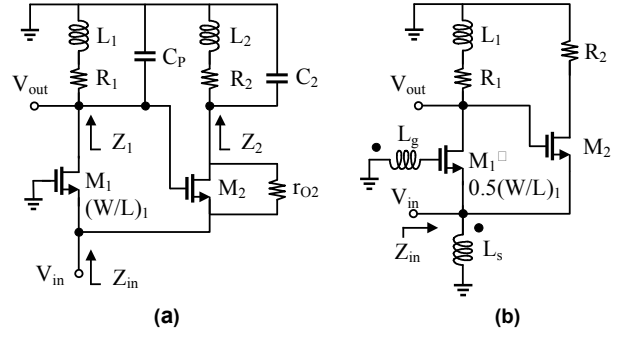 L1
CP
L2
R1
R2
C2
Vout
Z1
Z2
M1
(W/L)1
M2
rO2
Vin
Zin
(a)
L1
R2
Vout
R1
Lg
M1
0.5(W/L)1
M2
Vin
Zin
Ls
(b)